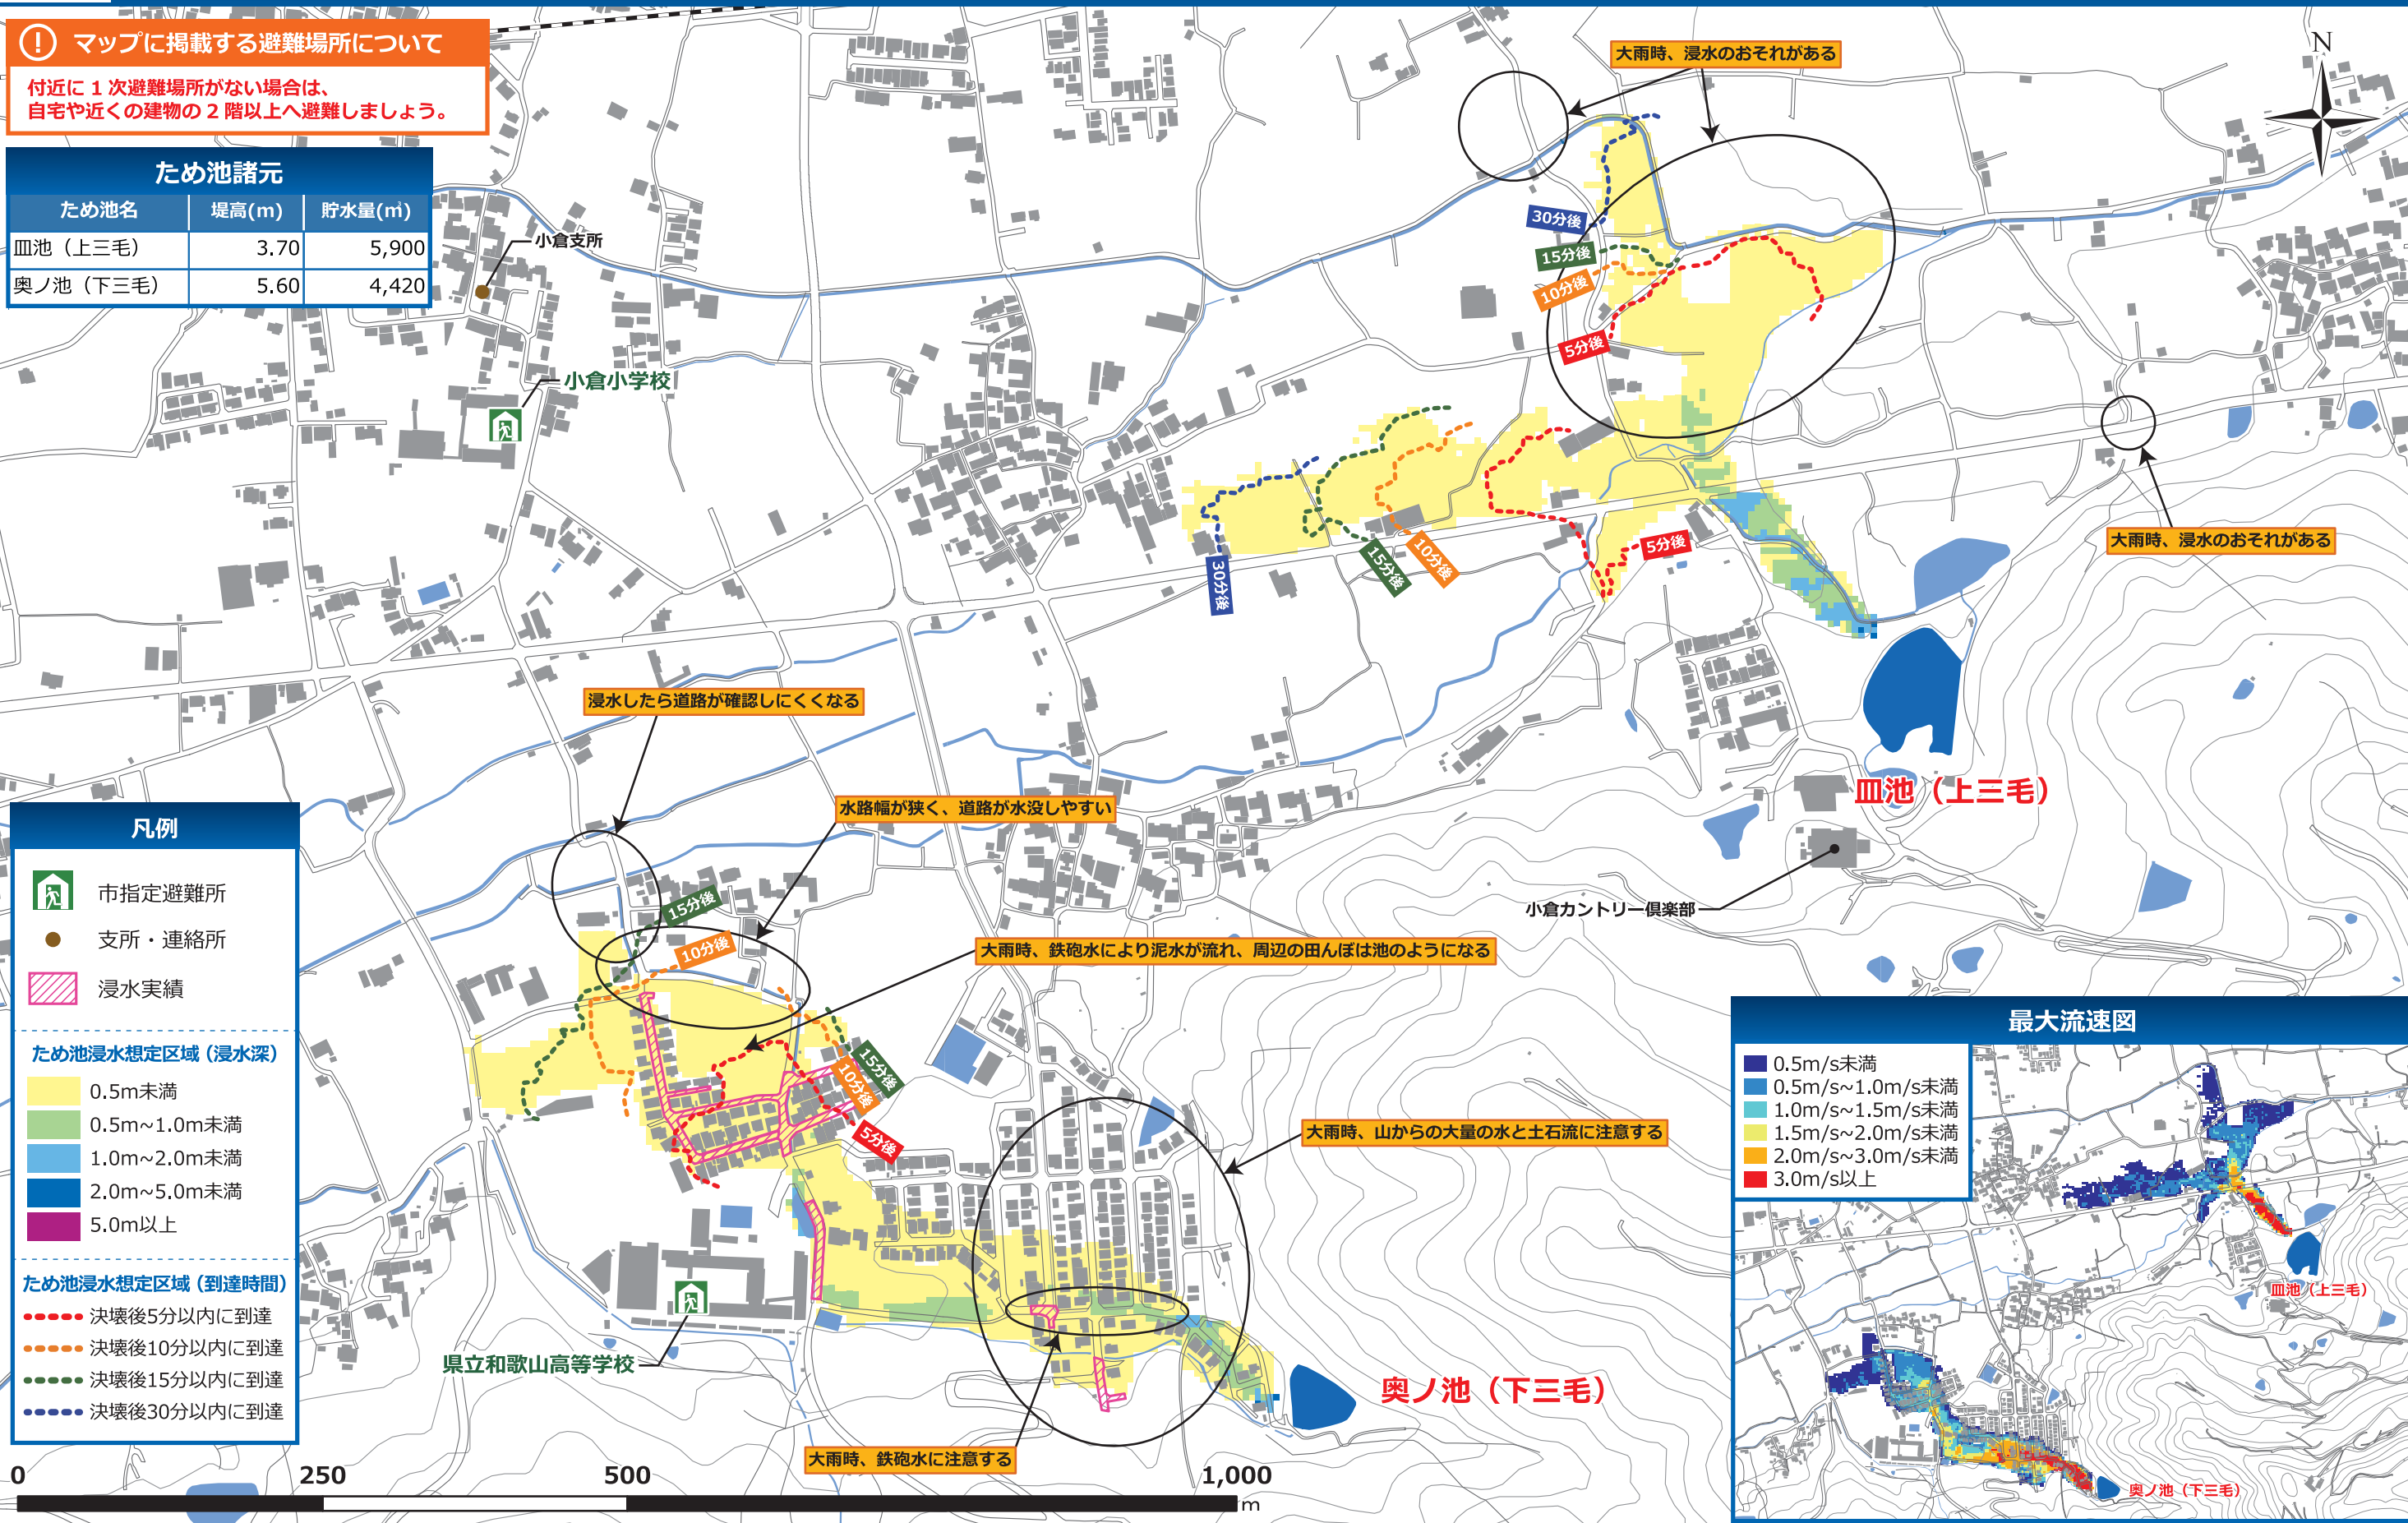 ! マップに掲載する避難場所について
付近に 1 次避難場所がない場合は、
自宅や近くの建物の 2 階以上へ避難しましょう。
ため池諸元
ため池名 堤高(m) 貯水量(㎥)
皿池（上三毛） 3.70 5,900
奥ノ池（下三毛） 5.60 4,420
小倉支所
小倉小学校
大雨時、浸水のおそれがある
N
30分後
15分後
10分後
5分後
5分後
10分後
15分後
30分後
大雨時、浸水のおそれがある
浸水したら道路が確認しにくくなる
水路幅が狭く、道路が水没しやすい
皿池（上三毛）
小倉カントリー倶楽部
15分後
10分後
大雨時、鉄砲水により泥水が流れ、周辺の田んぼは池のようになる
15分後
10分後
5分後
大雨時、山からの大量の水と土石流に注意する
県立和歌山高等学校
奥ノ池（下三毛）
大雨時、鉄砲水に注意する
凡例
市指定避難所
支所・連絡所
浸水実績
ため池浸水想定区域（浸水深）
0.5m未満
0.5m~1.0m未満
1.0m~2.0m未満
2.0m~5.0m未満
5.0m以上
ため池浸水想定区域（到達時間）
決壊後5分以内に到達
決壊後10分以内に到達
決壊後15分以内に到達
決壊後30分以内に到達
0 250 500 1,000
m
最大流速図
0.5m/s未満
0.5m/s~1.0m/s未満
1.0m/s~1.5m/s未満
1.5m/s~2.0m/s未満
2.0m/s~3.0m/s未満
3.0m/s以上
皿池（上三毛）
奥ノ池（下三毛）